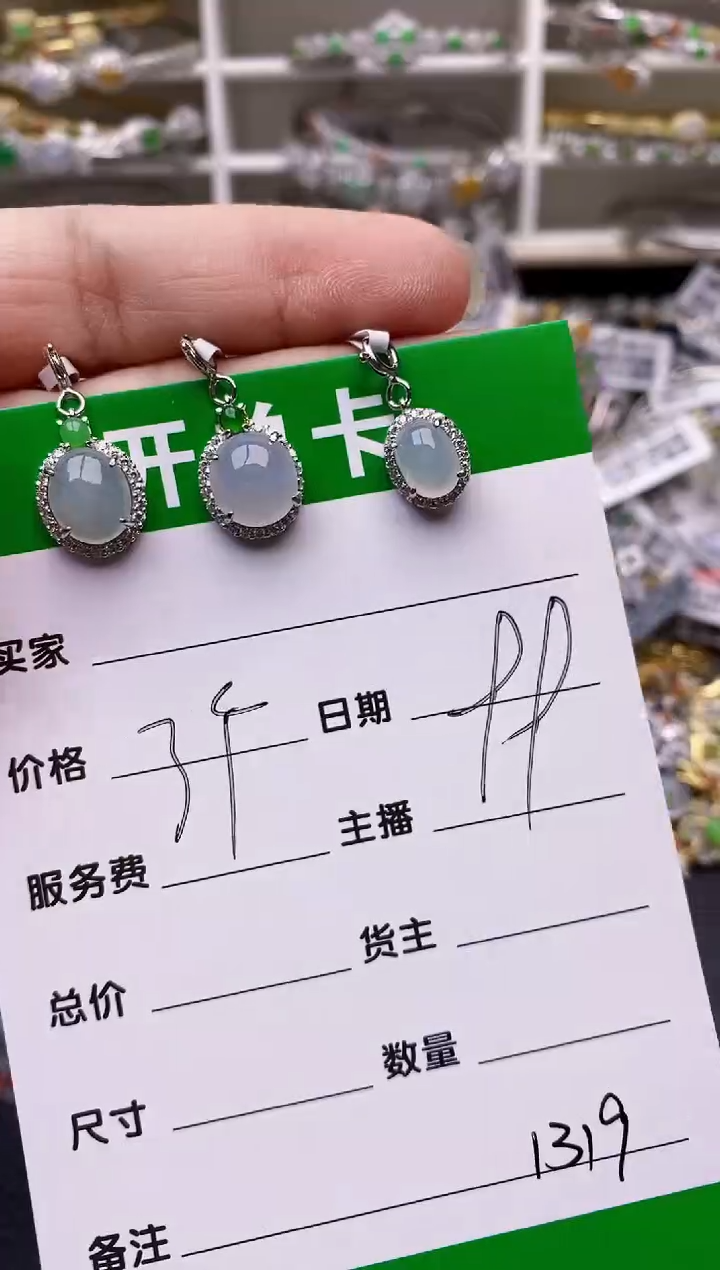 开单卡
买家
价格 日期
服务费 主播
总价 货主
尺寸 数量
1319
备注